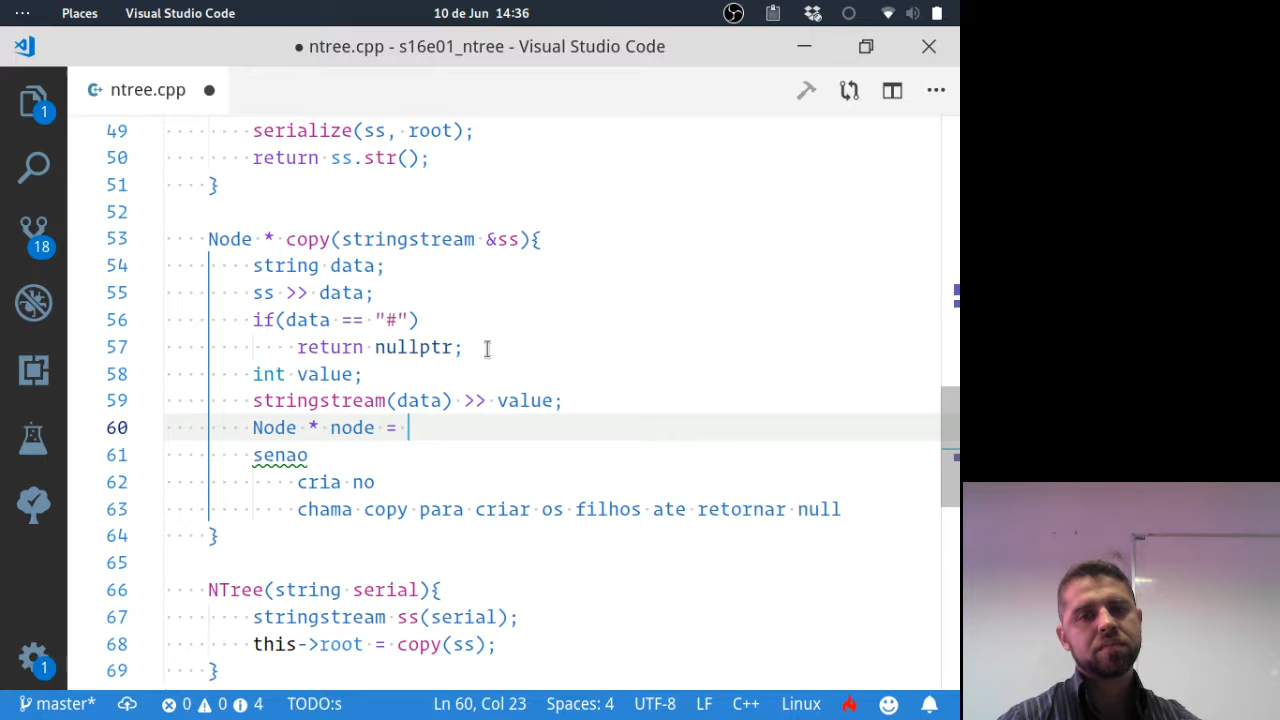 Places Visual Studio Code 10 de Jun 14:36
● ntree.cpp - s16e01_ntree - Visual Studio Code
ntree.cpp
49 serialize(ss, root);
50 return ss.str();
51 }
52
53 Node * copy(stringstream &ss){
54 string data;
55 ss >> data;
56 if(data == "#")
57 return nullptr;
58 int value;
59 stringstream(data) >> value;
60 Node * node =
61 senao
62 cria no
63 chama copy para criar os filhos ate retornar null
64 }
65
66 NTree(string serial){
67 stringstream ss(serial);
68 this->root = copy(ss);
69 }
1
18
1
master* 0 0 4 TODO:s Ln 60, Col 23 Spaces: 4 UTF-8 LF C++ Linux